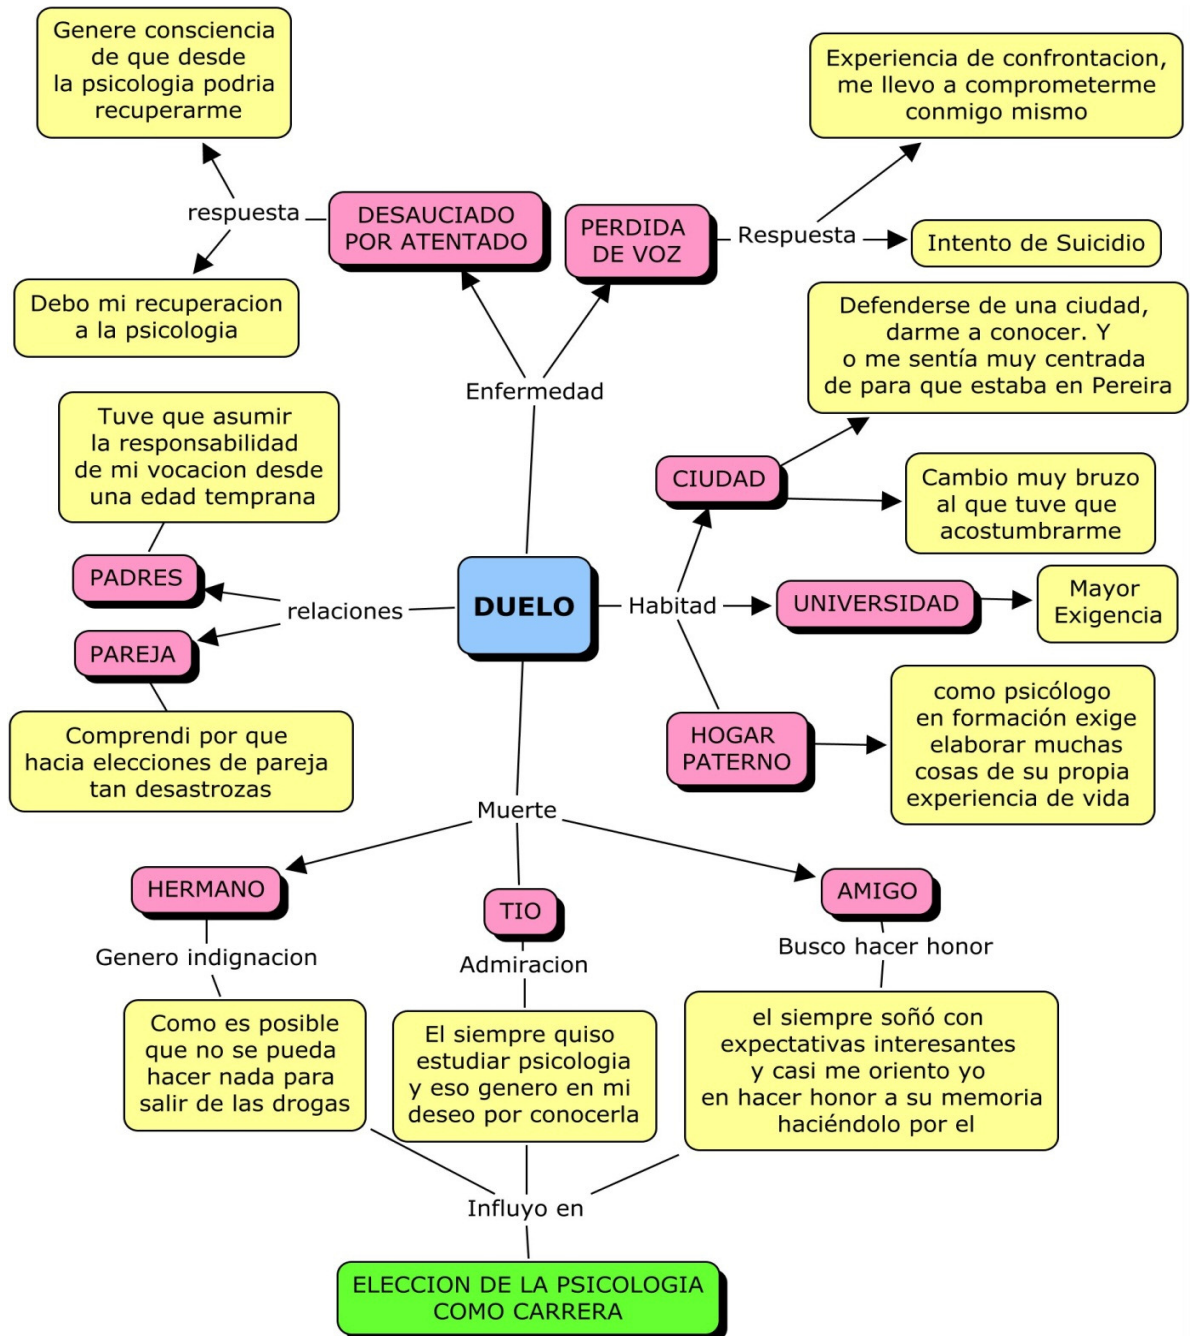 Genere consciencia
de que desde
la psicologia podria
recuperarme
Experiencia de confrontacion,
me llevo a comprometerme
conmigo mismo
respuesta
DESAUCIADO
POR ATENTADO
PERDIDA
DE VOZ
Respuesta
Intento de Suicidio
Debo mi recuperacion
a la psicologia
Defenderse de una ciudad,
darme a conocer. Y
o me sentía muy centrada
de para que estaba en Pereira
Enfermedad
Tuve que asumir
la responsabilidad
de mi vocacion desde
una edad temprana
CIUDAD
Cambio muy bruzo
al que tuve que
acostumbrarme
PADRES
relaciones
DUELO
Habitad
UNIVERSIDAD
Mayor
Exigencia
PAREJA
Comprendi por que
hacia elecciones de pareja
tan desastrozas
HOGAR
PATERNO
como psicólogo
en formación exige
elaborar muchas
cosas de su propia
experiencia de vida
Muerte
HERMANO
TIO
AMIGO
Genero indignacion
Admiracion
Busco hacer honor
Como es posible
que no se pueda
hacer nada para
salir de las drogas
El siempre quiso
estudiar psicologia
y eso genero en mi
deseo por conocerla
el siempre soñó con
expectativas interesantes
y casi me oriento yo
en hacer honor a su memoria
haciéndolo por el
Influyo en
ELECCION DE LA PSICOLOGIA
COMO CARRERA